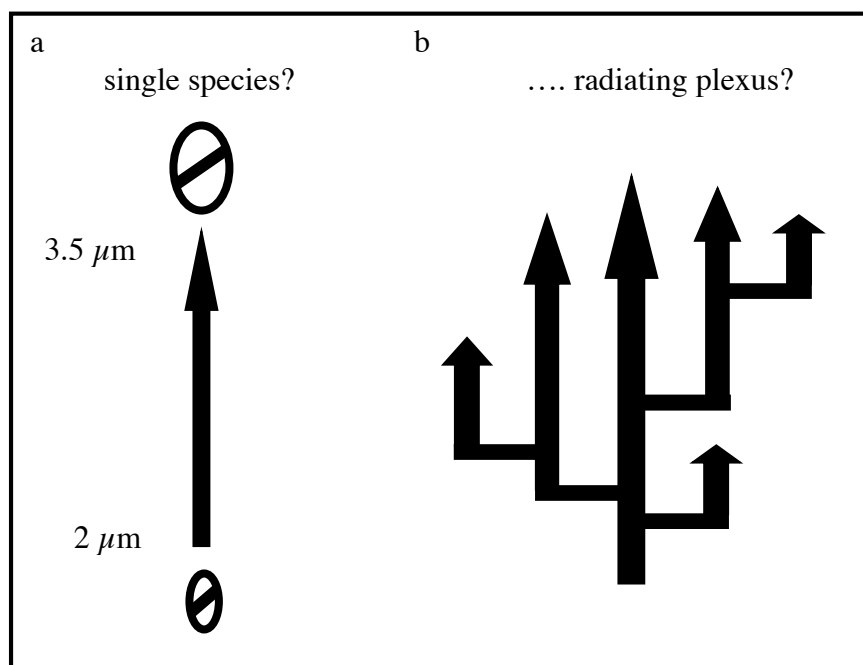 a
single species?
3.5 µm
2 µm
b
…. radiating plexus?